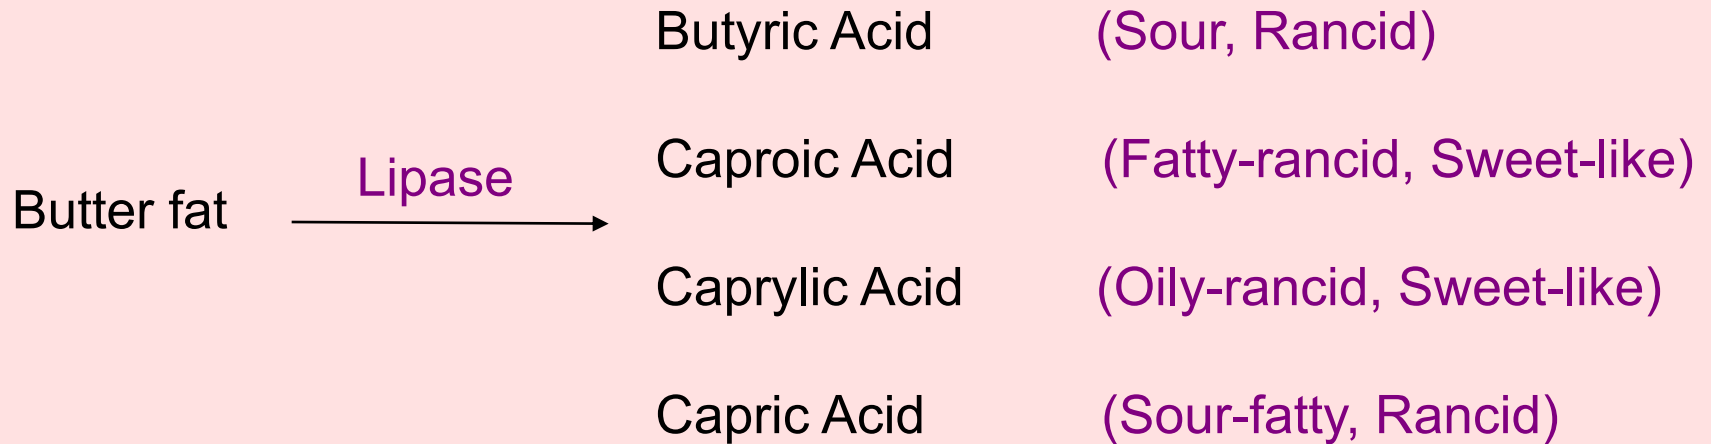 Butyric Acid (Sour, Rancid)
Caproic Acid (Fatty-rancid, Sweet-like)
Lipase
Butter fat
Caprylic Acid (Oily-rancid, Sweet-like)
Capric Acid (Sour-fatty, Rancid)